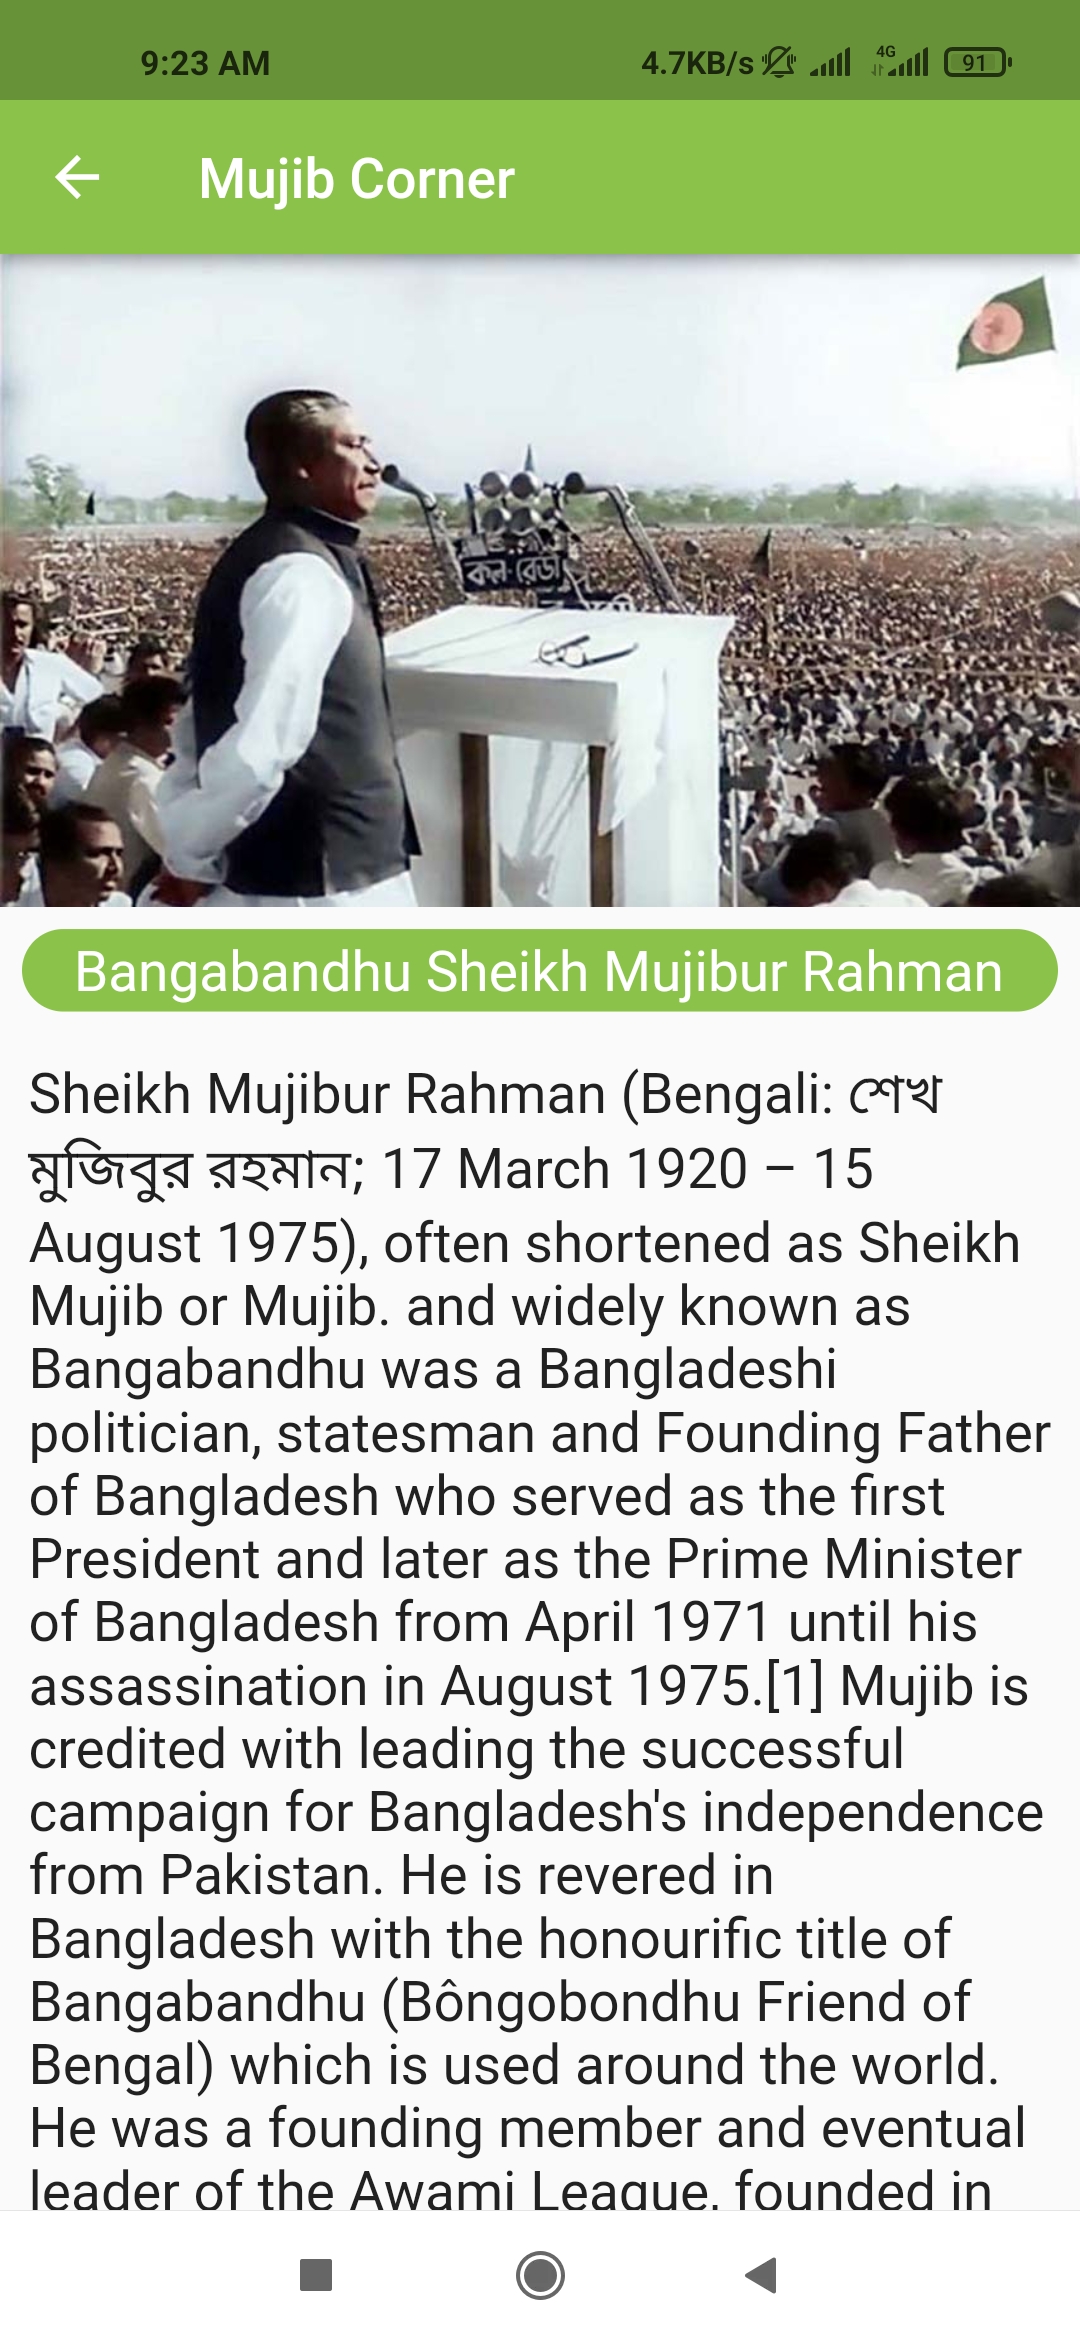 9:23 AM 4.7KB/s 4G 91
Mujib Corner
কল-রেডী
Bangabandhu Sheikh Mujibur Rahman
Sheikh Mujibur Rahman (Bengali: শেখ
মুজিবুর রহমান; 17 March 1920 – 15
August 1975), often shortened as Sheikh
Mujib or Mujib. and widely known as
Bangabandhu was a Bangladeshi
politician, statesman and Founding Father
of Bangladesh who served as the first
President and later as the Prime Minister
of Bangladesh from April 1971 until his
assassination in August 1975.[1] Mujib is
credited with leading the successful
campaign for Bangladesh's independence
from Pakistan. He is revered in
Bangladesh with the honourific title of
Bangabandhu (Bôngobondhu Friend of
Bengal) which is used around the world.
He was a founding member and eventual
leader of the Awami League, founded in